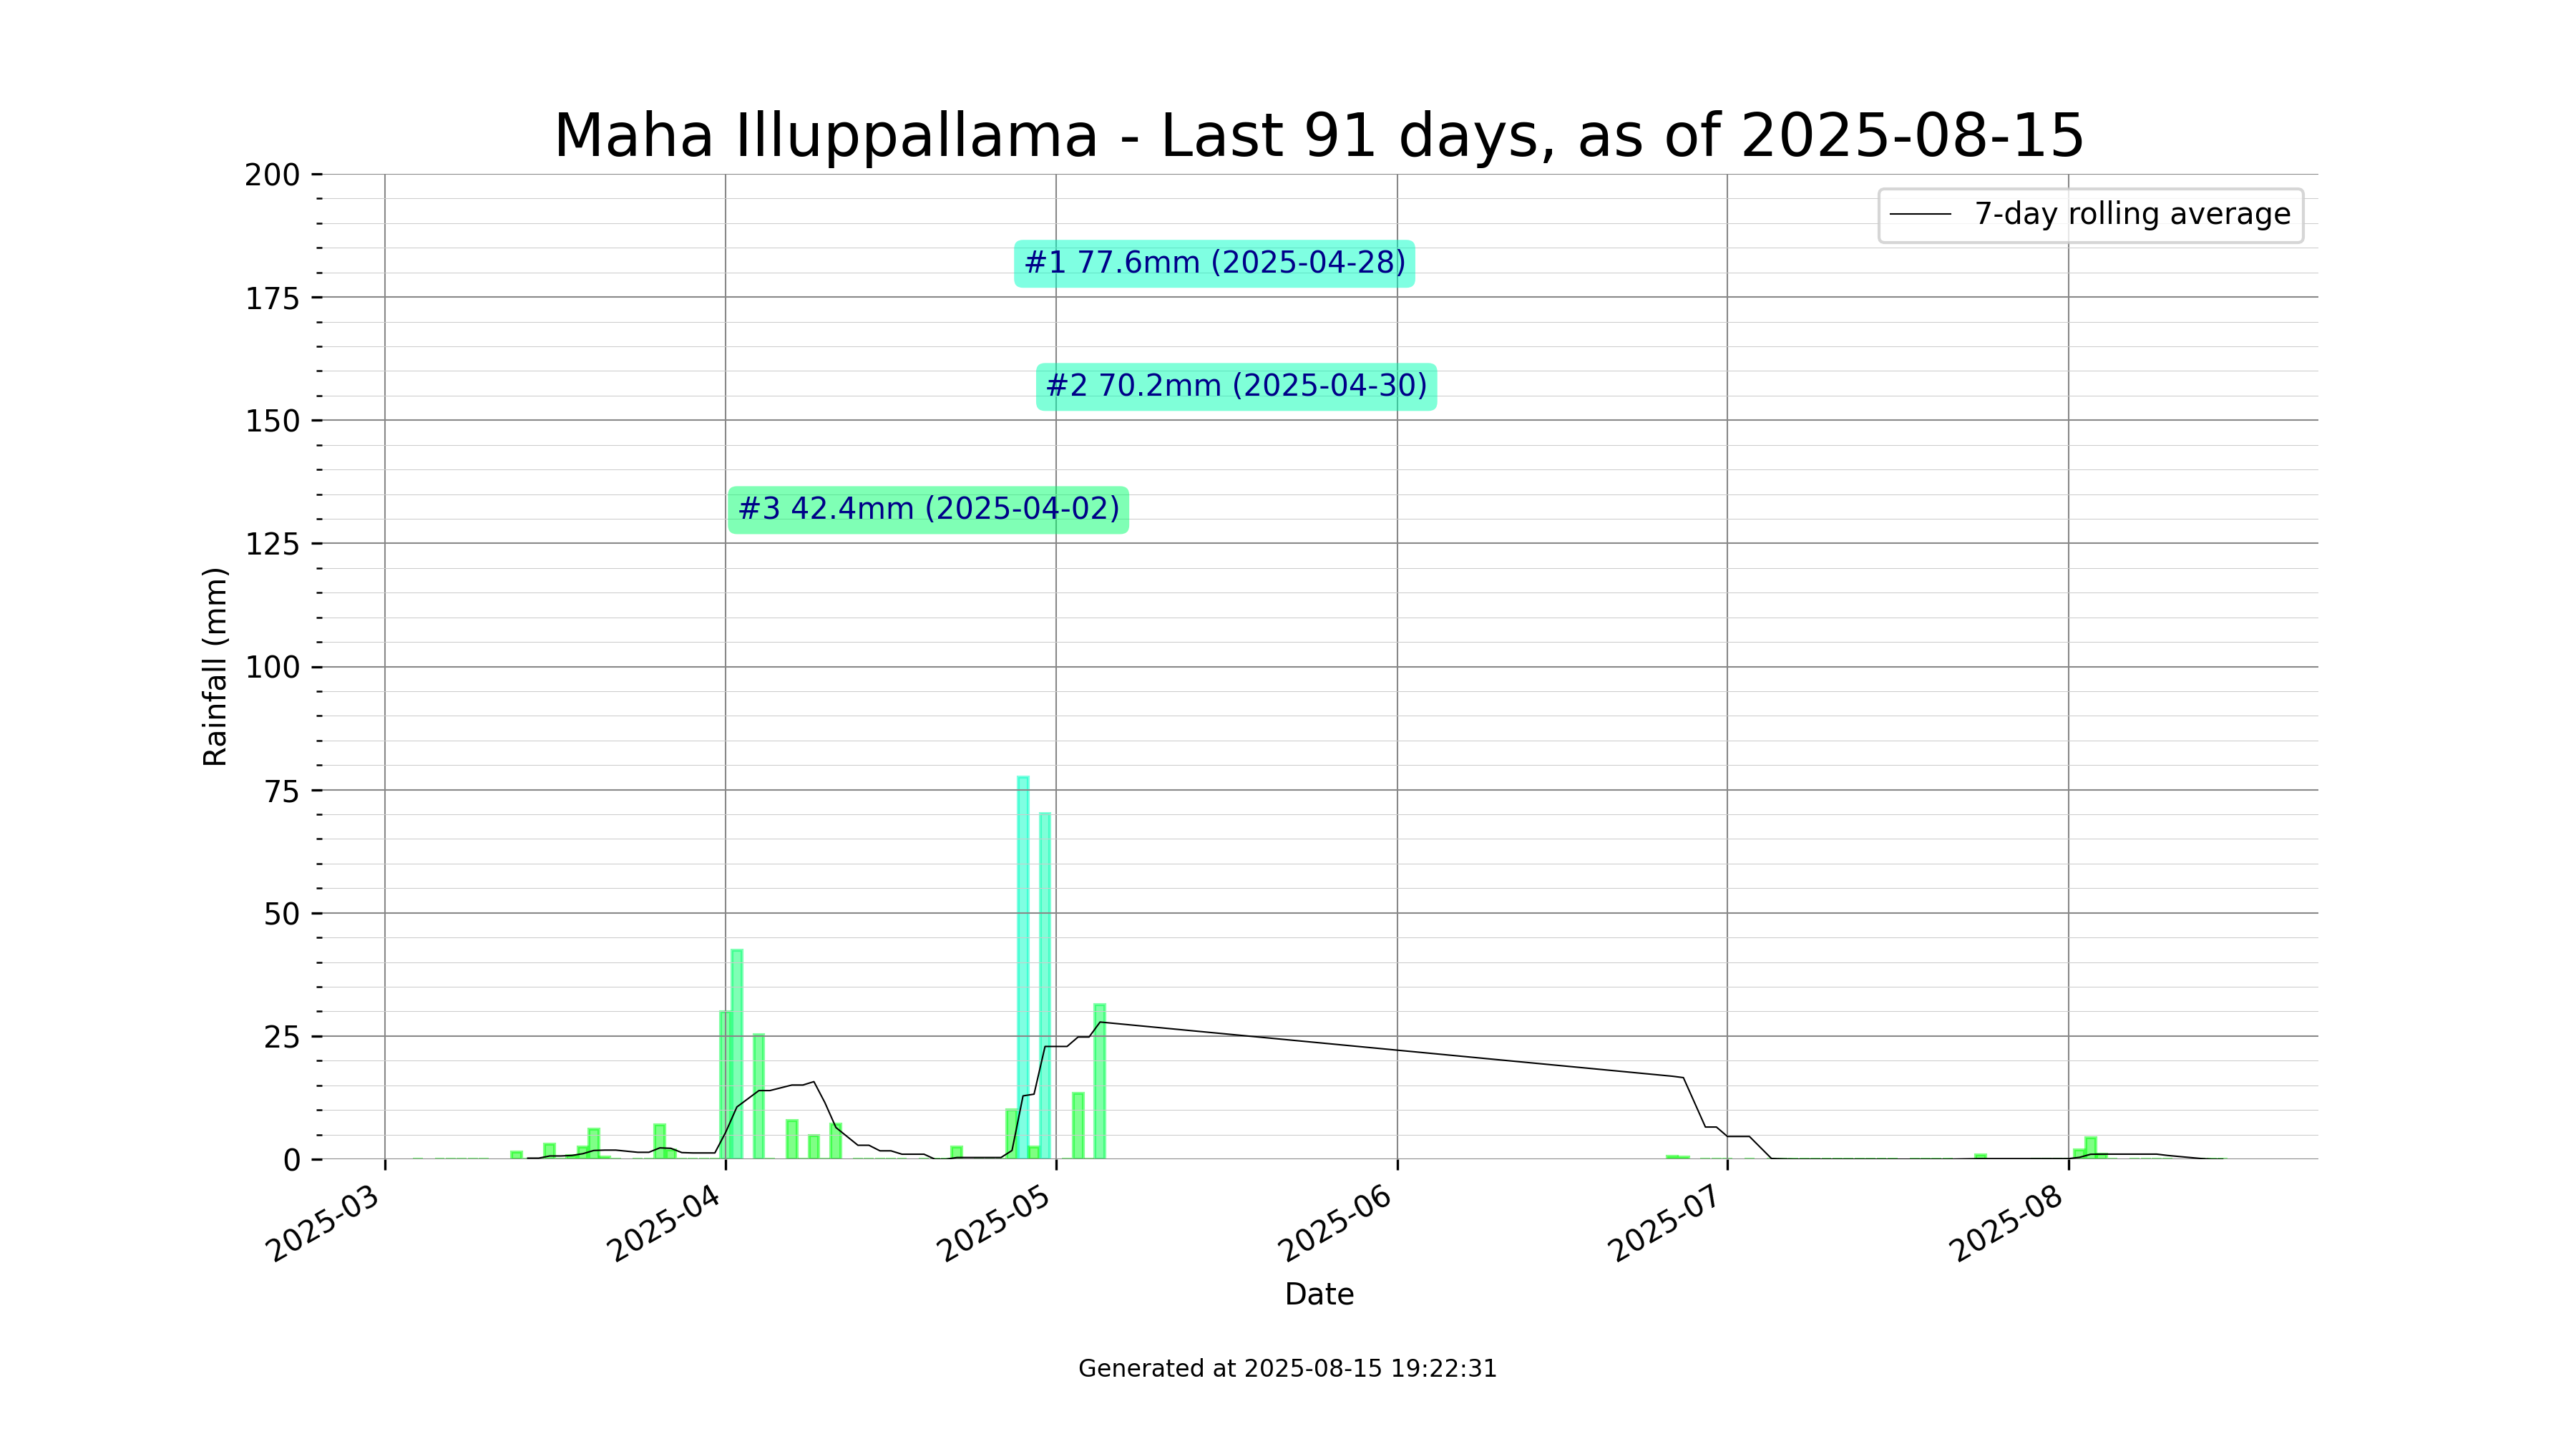 Maha Illuppallama - Last 91 days, as of 2025-08-15
7-day rolling average
#1 77.6mm (2025-04-28)
#2 70.2mm (2025-04-30)
#3 42.4mm (2025-04-02)
Rainfall (mm)
200
175
150
125
100
75
50
25
0
2025-03
2025-04
2025-05
2025-06
2025-07
2025-08
Date
Generated at 2025-08-15 19:22:31